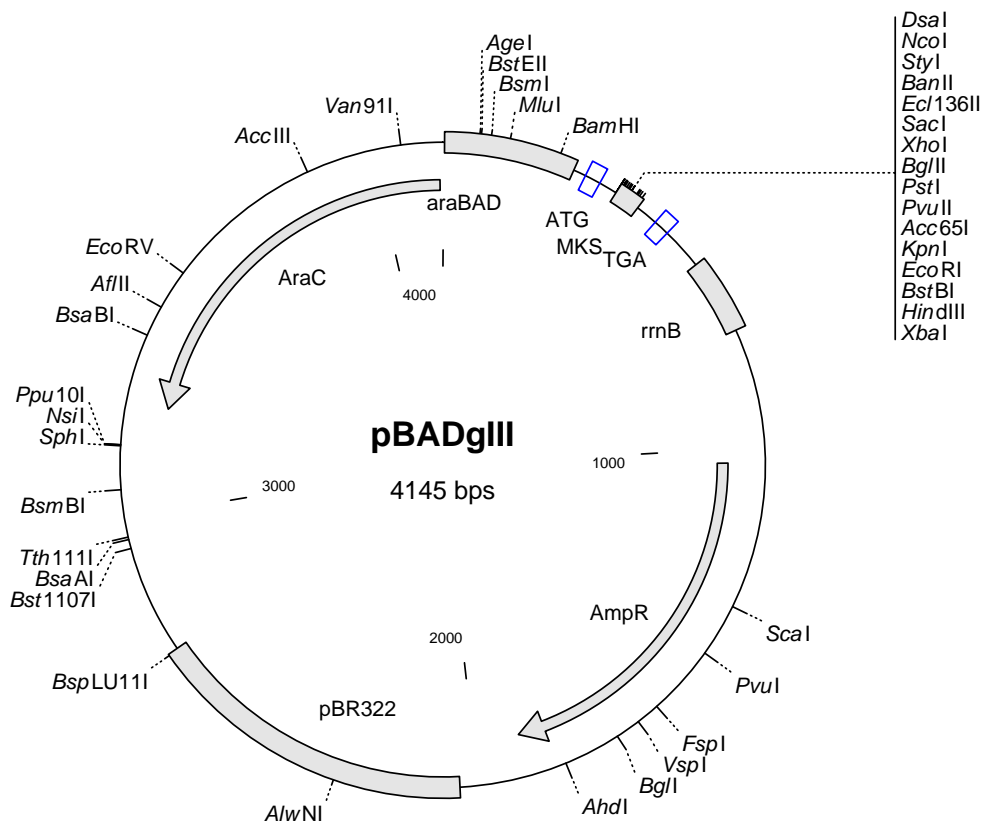 AgeI
BstEII
BsmI
MluI
BamHI
Van91I
AccIII
EcoRV
AflII
BsaBI
Ppu10I
NsiI
SphI
BsmBI
Tth111I
BsaAI
Bst1107I
BspLU11I
AlwNI
AhdI
BglI
VspI
FspI
PvuI
ScaI
DsaI
NcoI
StyI
BanII
Ecl136II
SacI
XhoI
BglII
PstI
PvuII
Acc65I
KpnI
EcoRI
BstBI
HindIII
XbaI
araBAD
ATG
MKS
TGA
AraC
4000
rrnB
pBADgIII
4145 bps
1000
3000
2000
AmpR
pBR322